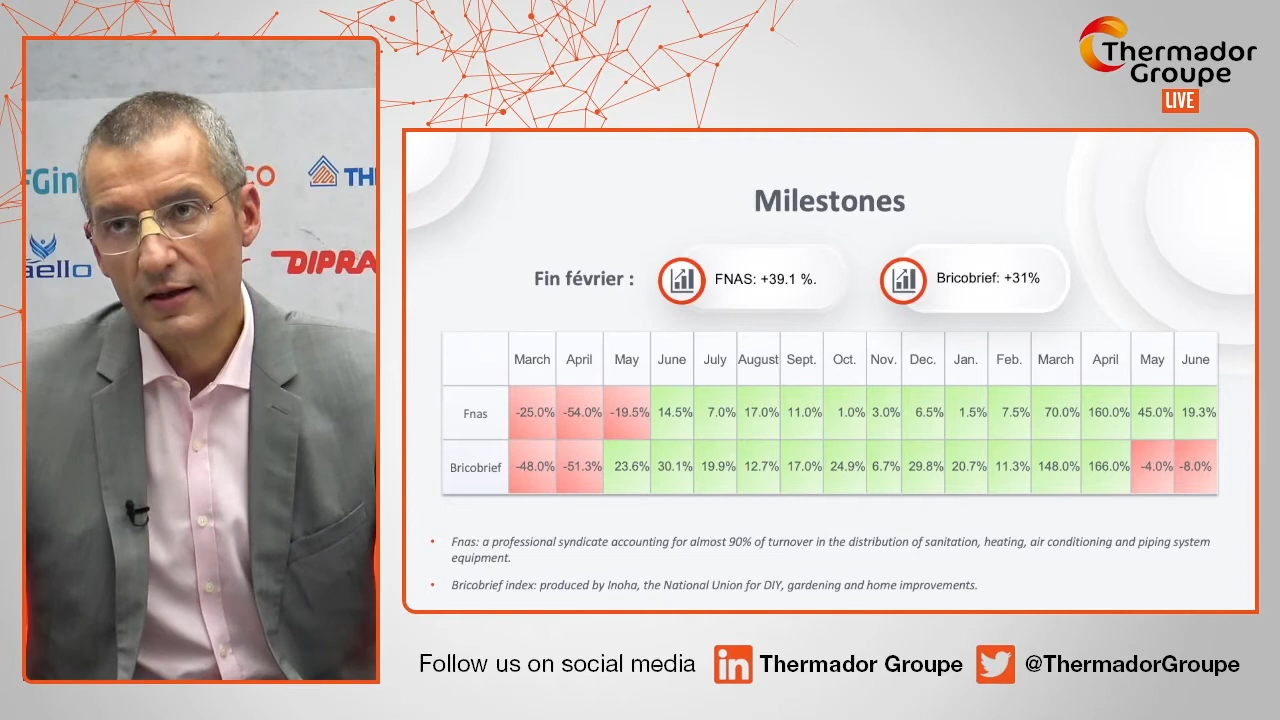 Thermador
Groupe
LIVE
FGin
CO
TH
aello
DIPRA
Milestones
Fin février :
FNAS: +39.1 %.
Bricobrief: +31%
March April May June July August Sept. Oct. Nov. Dec. Jan. Feb. March April May June
Fnas -25.0% -54.0% -19.5% 14.5% 7.0% 17.0% 11.0% 1.0% 3.0% 6.5% 1.5% 7.5% 70.0% 160.0% 45.0% 19.3%
Bricobrief -48.0% -51.3% 23.6% 30.1% 19.9% 12.7% 17.0% 24.9% 6.7% 29.8% 20.7% 11.3% 148.0% 166.0% -4.0% -8.0%
• Fnas: a professional syndicate accounting for almost 90% of turnover in the distribution of sanitation, heating, air conditioning and piping system
equipment.
• Bricobrief index: produced by Inoha, the National Union for DIY, gardening and home improvements.
Follow us on social media in Thermador Groupe @ThermadorGroupe